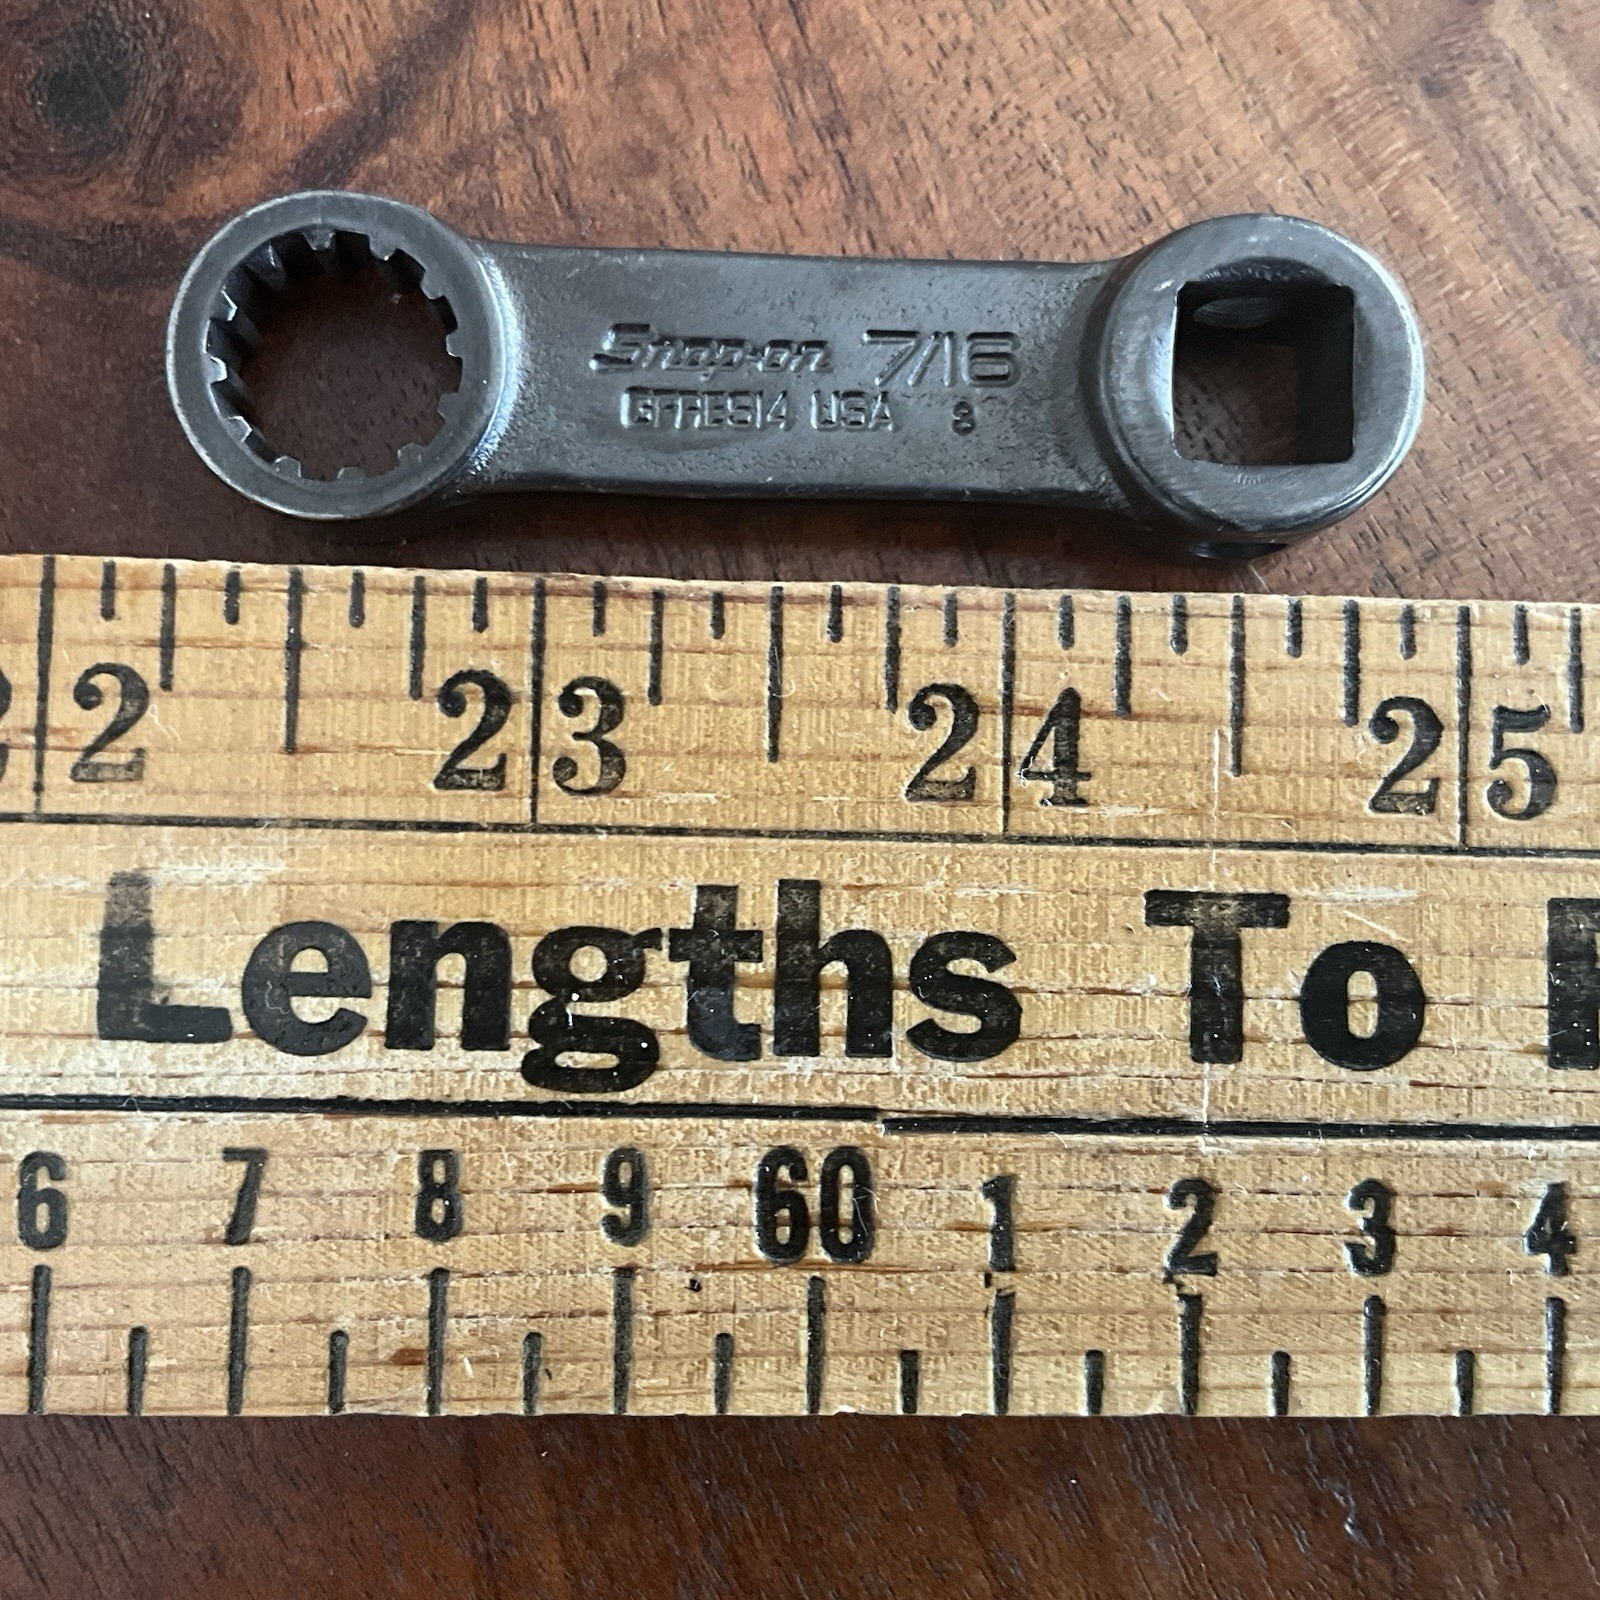 Snap-on 7/16
GFRES14 USA 8
2 23 24 25
Lengths To
6 7 8 9 60 1 2 3 4